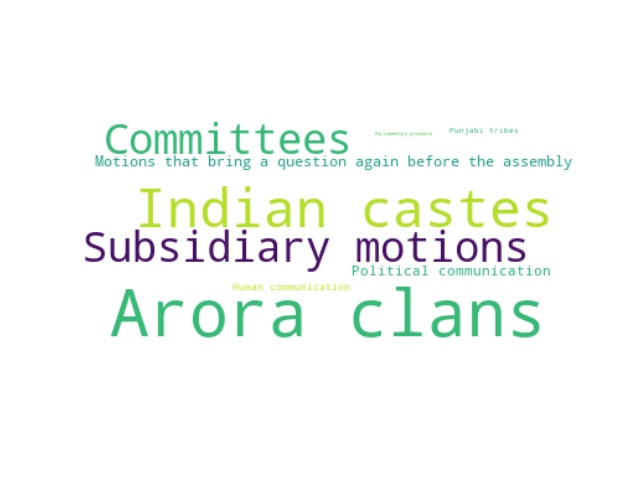 Committees
Parliamentary procedure
Punjabi tribes
Motions that bring a question again before the assembly
Indian castes
Subsidiary motions
Political communication
Human communication
Arora clans